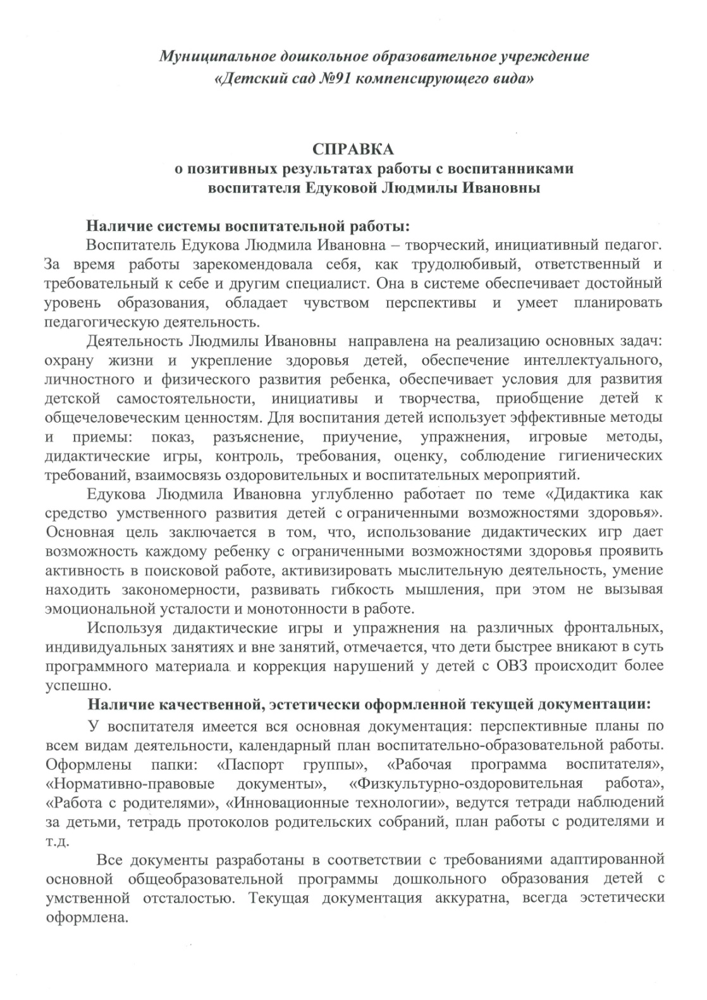 Муниципальное дошкольное образовательное учреждение
«Детский сад №91 компенсирующего вида»
СПРАВКА
о позитивных результатах работы с воспитанниками
воспитателя Едуковой Людмилы Ивановны
Наличие системы воспитательной работы:
Воспитатель Едукова Людмила Ивановна – творческий, инициативный педагог.
За время работы зарекомендовала себя, как трудолюбивый, ответственный и
требовательный к себе и другим специалист. Она в системе обеспечивает достойный
уровень образования, обладает чувством перспективы и умеет планировать
педагогическую деятельность.
Деятельность Людмилы Ивановны направлена на реализацию основных задач:
охрану жизни и укрепление здоровья детей, обеспечение интеллектуального,
личностного и физического развития ребенка, обеспечивает условия для развития
детской самостоятельности, инициативы и творчества, приобщение детей к
общечеловеческим ценностям. Для воспитания детей использует эффективные методы
и приемы: показ, разъяснение, приучение, упражнения, игровые методы,
дидактические игры, контроль, требования, оценку, соблюдение гигиенических
требований, взаимосвязь оздоровительных и воспитательных мероприятий.
Едукова Людмила Ивановна углубленно работает по теме «Дидактика как
средство умственного развития детей с ограниченными возможностями здоровья».
Основная цель заключается в том, что, использование дидактических игр дает
возможность каждому ребенку с ограниченными возможностями здоровья проявить
активность в поисковой работе, активизировать мыслительную деятельность, умение
находить закономерности, развивать гибкость мышления, при этом не вызывая
эмоциональной усталости и монотонности в работе.
Используя дидактические игры и упражнения на различных фронтальных,
индивидуальных занятиях и вне занятий, отмечается, что дети быстрее вникают в суть
программного материала и коррекция нарушений у детей с ОВЗ происходит более
успешно.
Наличие качественной, эстетически оформленной текущей документации:
У воспитателя имеется вся основная документация: перспективные планы по
всем видам деятельности, календарный план воспитательно-образовательной работы.
Оформлены папки: «Паспорт группы», «Рабочая программа воспитателя»,
«Нормативно-правовые документы», «Физкультурно-оздоровительная работа»,
«Работа с родителями», «Инновационные технологии», ведутся тетради наблюдений
за детьми, тетрадь протоколов родительских собраний, план работы с родителями и
т.д.
Все документы разработаны в соответствии с требованиями адаптированной
основной общеобразовательной программы дошкольного образования детей с
умственной отсталостью. Текущая документация аккуратна, всегда эстетически
оформлена.